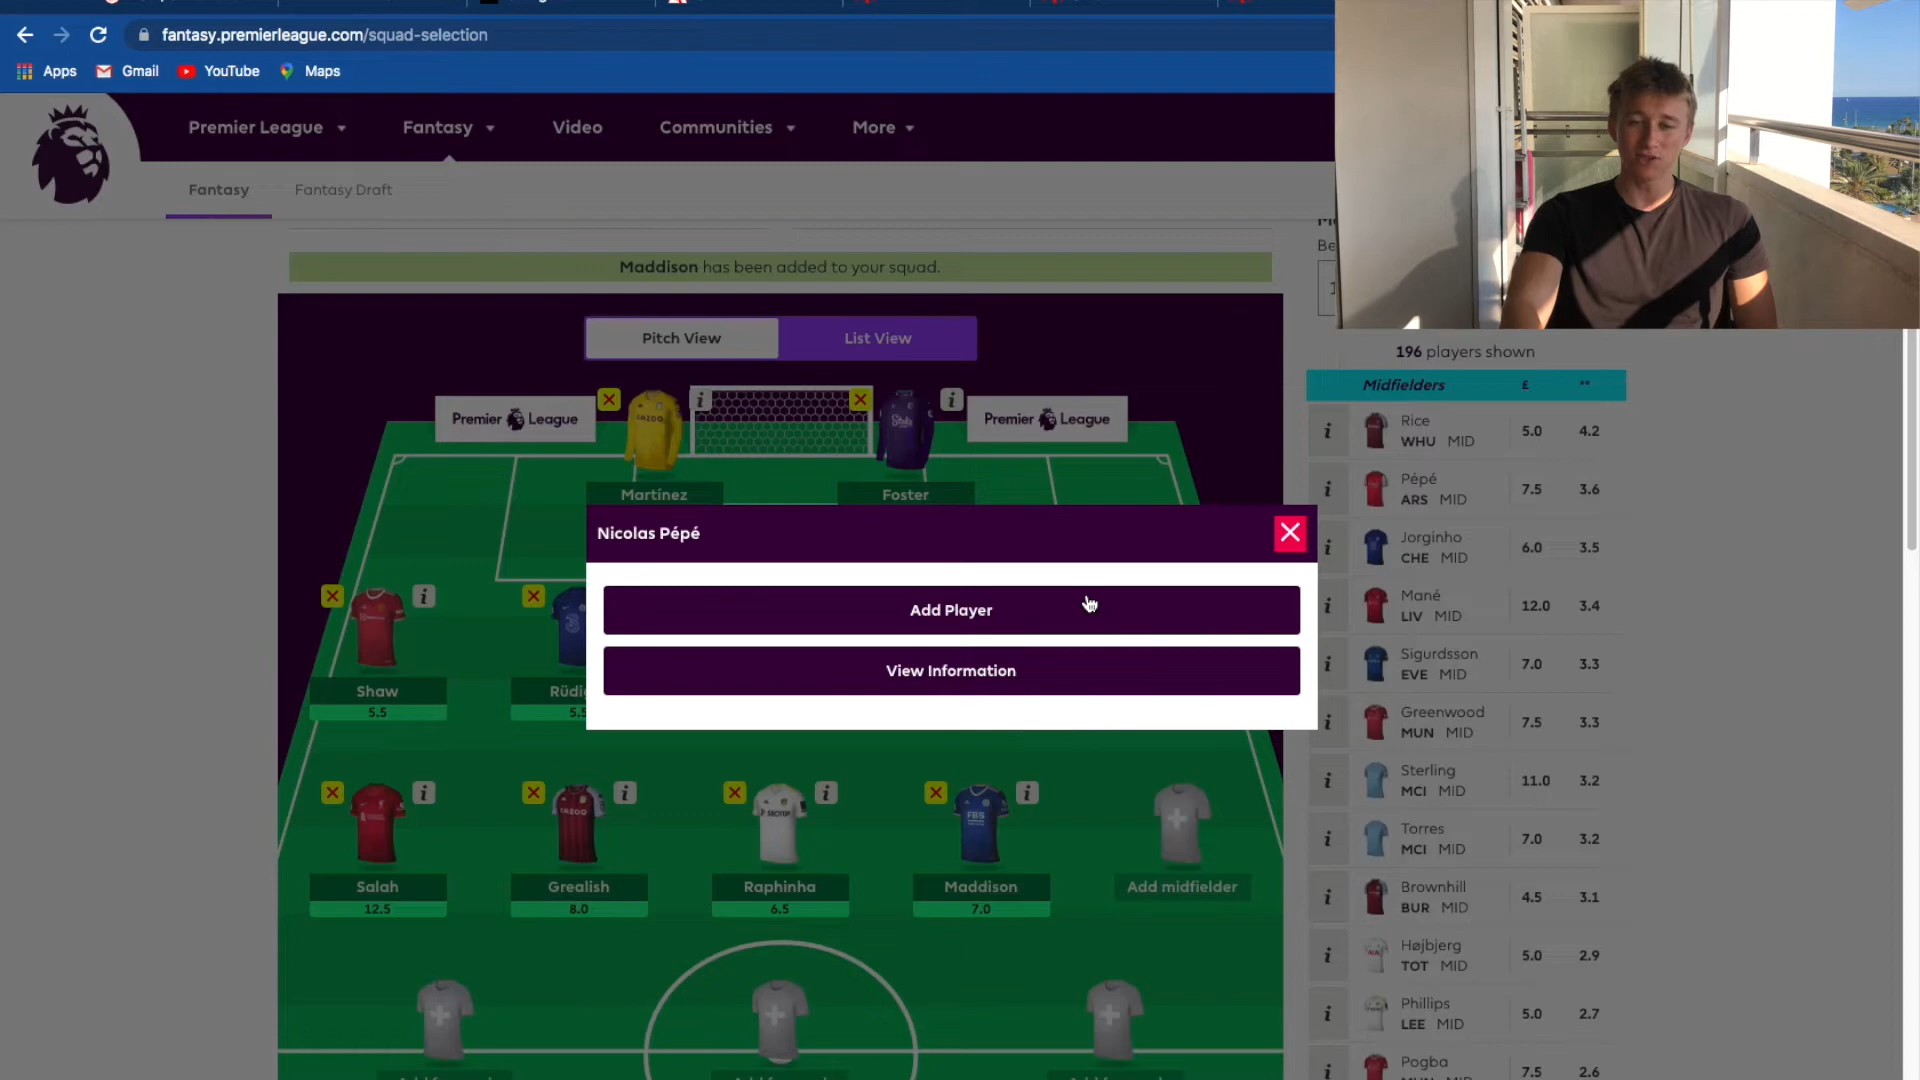 fantasy.premierleague.com/squad-selection
Apps Gmail YouTube Maps
Premier League Fantasy Video Communities More
Fantasy Fantasy Draft
Be
Maddison has been added to your squad.
Pitch View List View
196 players shown
Midfielders £ **
Premier League Premier League
CAZOO
Martínez Foster
Nicolas Pépé
Add Player
View Information
Shaw
5.5
Salah Grealish Raphinha Maddison Add midfielder
12.5 8.0 6.5 7.0
Rice
WHU MID 5.0 4.2
Pépé
ARS MID 7.5 3.6
Jorginho
CHE MID 6.0 3.5
Mané
LIV MID 12.0 3.4
Sigurdsson
EVE MID 7.0 3.3
Greenwood
MUN MID 7.5 3.3
Sterling
MCI MID 11.0 3.2
Torres
MCI MID 7.0 3.2
Brownhill
BUR MID 4.5 3.1
Højbjerg
TOT MID 5.0 2.9
Phillips
LEE MID 5.0 2.7
Pogba
7.5 2.6